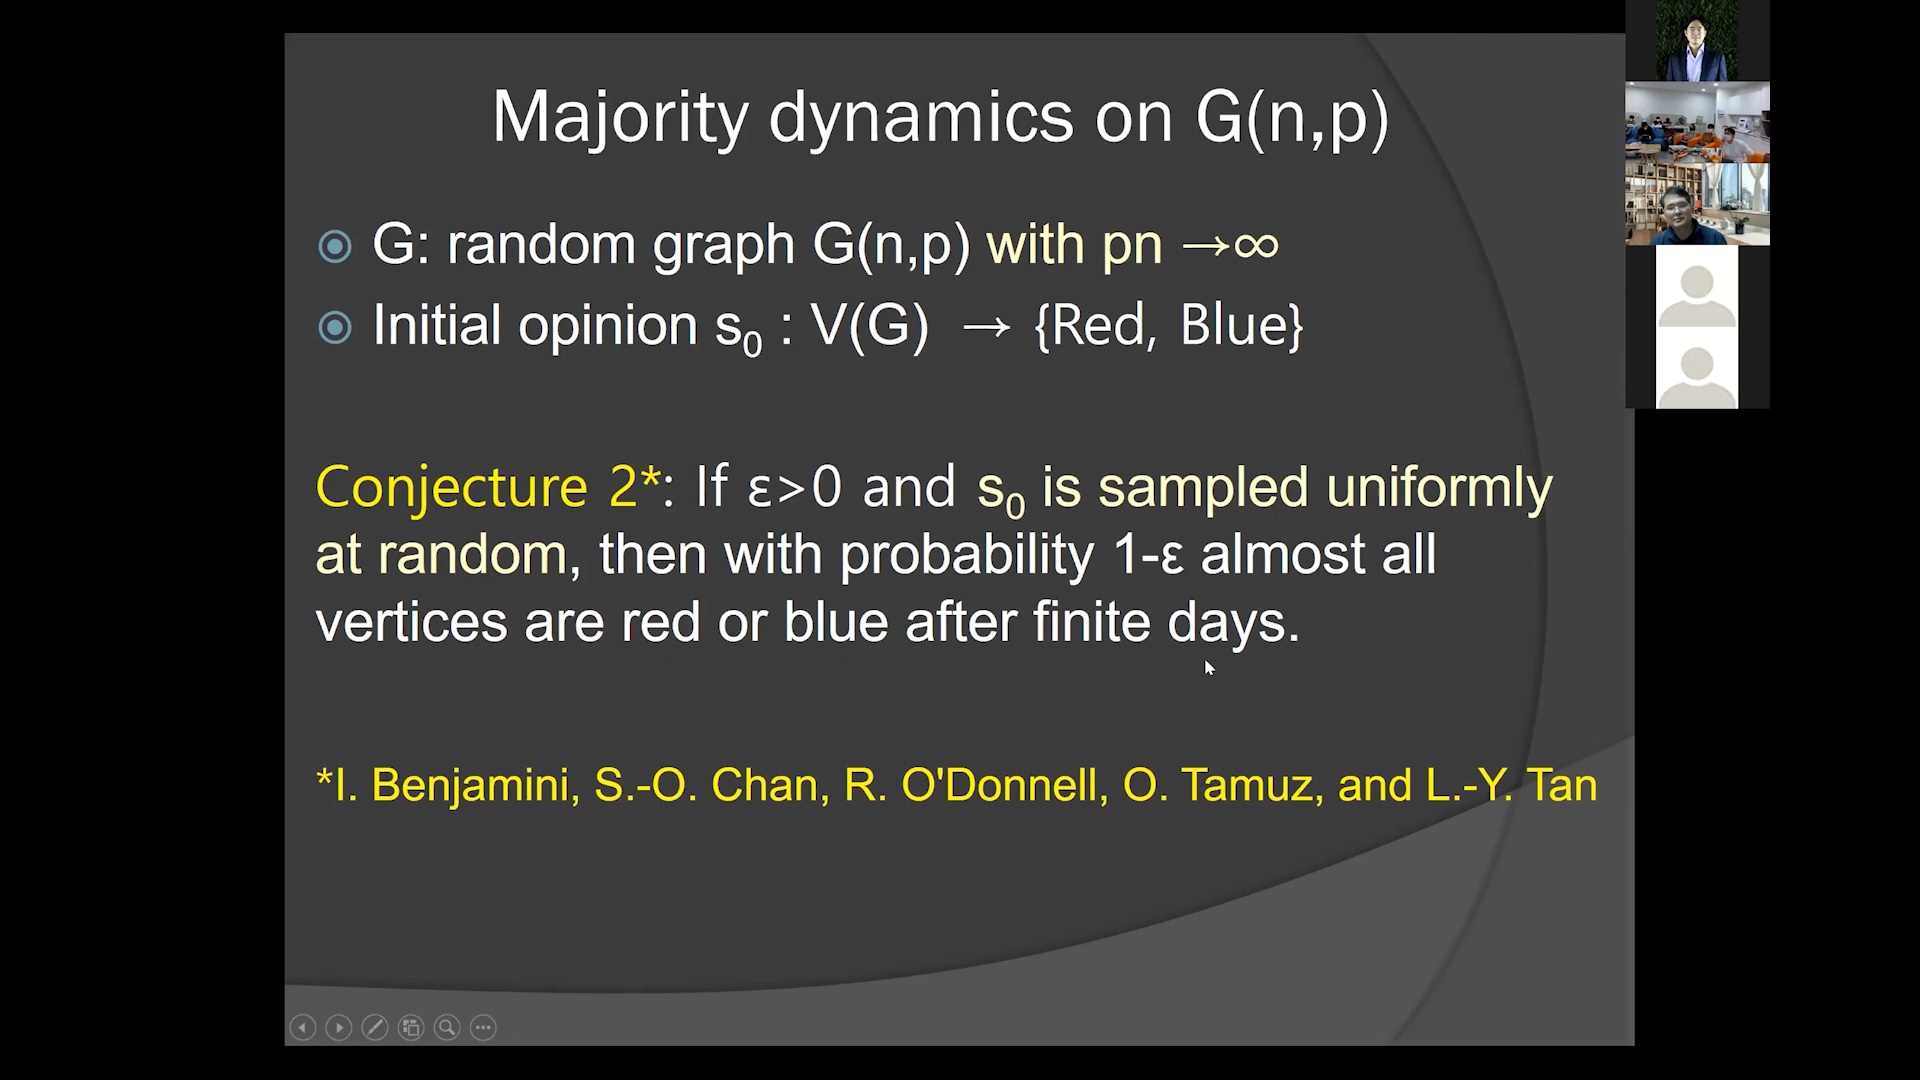 Majority dynamics on G(n,p)
G: random graph G(n,p) with pn →∞
Initial opinion s₀ : V(G) → {Red, Blue}
Conjecture 2*: If ε>0 and s₀ is sampled uniformly
at random, then with probability 1-ε almost all
vertices are red or blue after finite days.
*I. Benjamini, S.-O. Chan, R. O'Donnell, O. Tamuz, and L.-Y. Tan